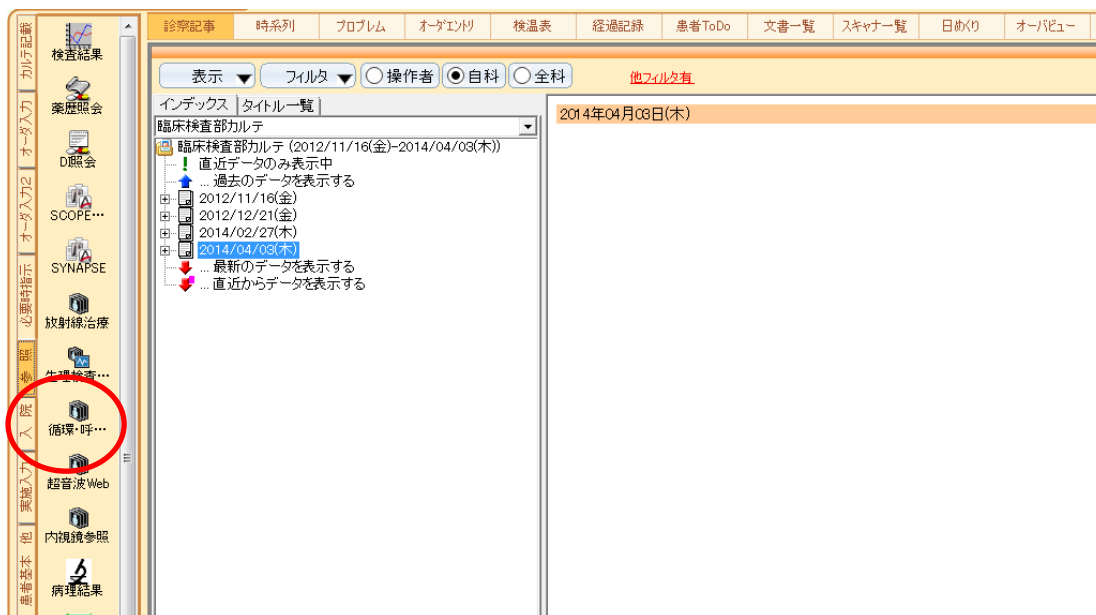 診察記事 時系列 プロブレム オーダエントリ 検温表 経過記録 患者ToDo 文書一覧 スキャナ一覧 日めくり オーバビュー
表示 フィルタ 操作者 自科 全科 他フィルタ有
インデックス タイトル一覧
臨床検査部カルテ
臨床検査部カルテ (2012/11/16(金)-2014/04/03(木))
直近データのみ表示中
... 過去のデータを表示する
2012/11/16(金)
2012/12/21(金)
2014/02/27(木)
2014/04/03(木)
... 最新のデータを表示する
... 直近からデータを表示する
2014年04月03日(木)
カルテ記載
オーダ入力
オーダ入力2
必要時指示
参 照
入 院
実施入力
他
患者基本
検査結果
薬歴照会
DI照会
SCOPE…
SYNAPSE
放射線治療
生理検査…
循環・呼…
超音波Web
内視鏡参照
病理結果